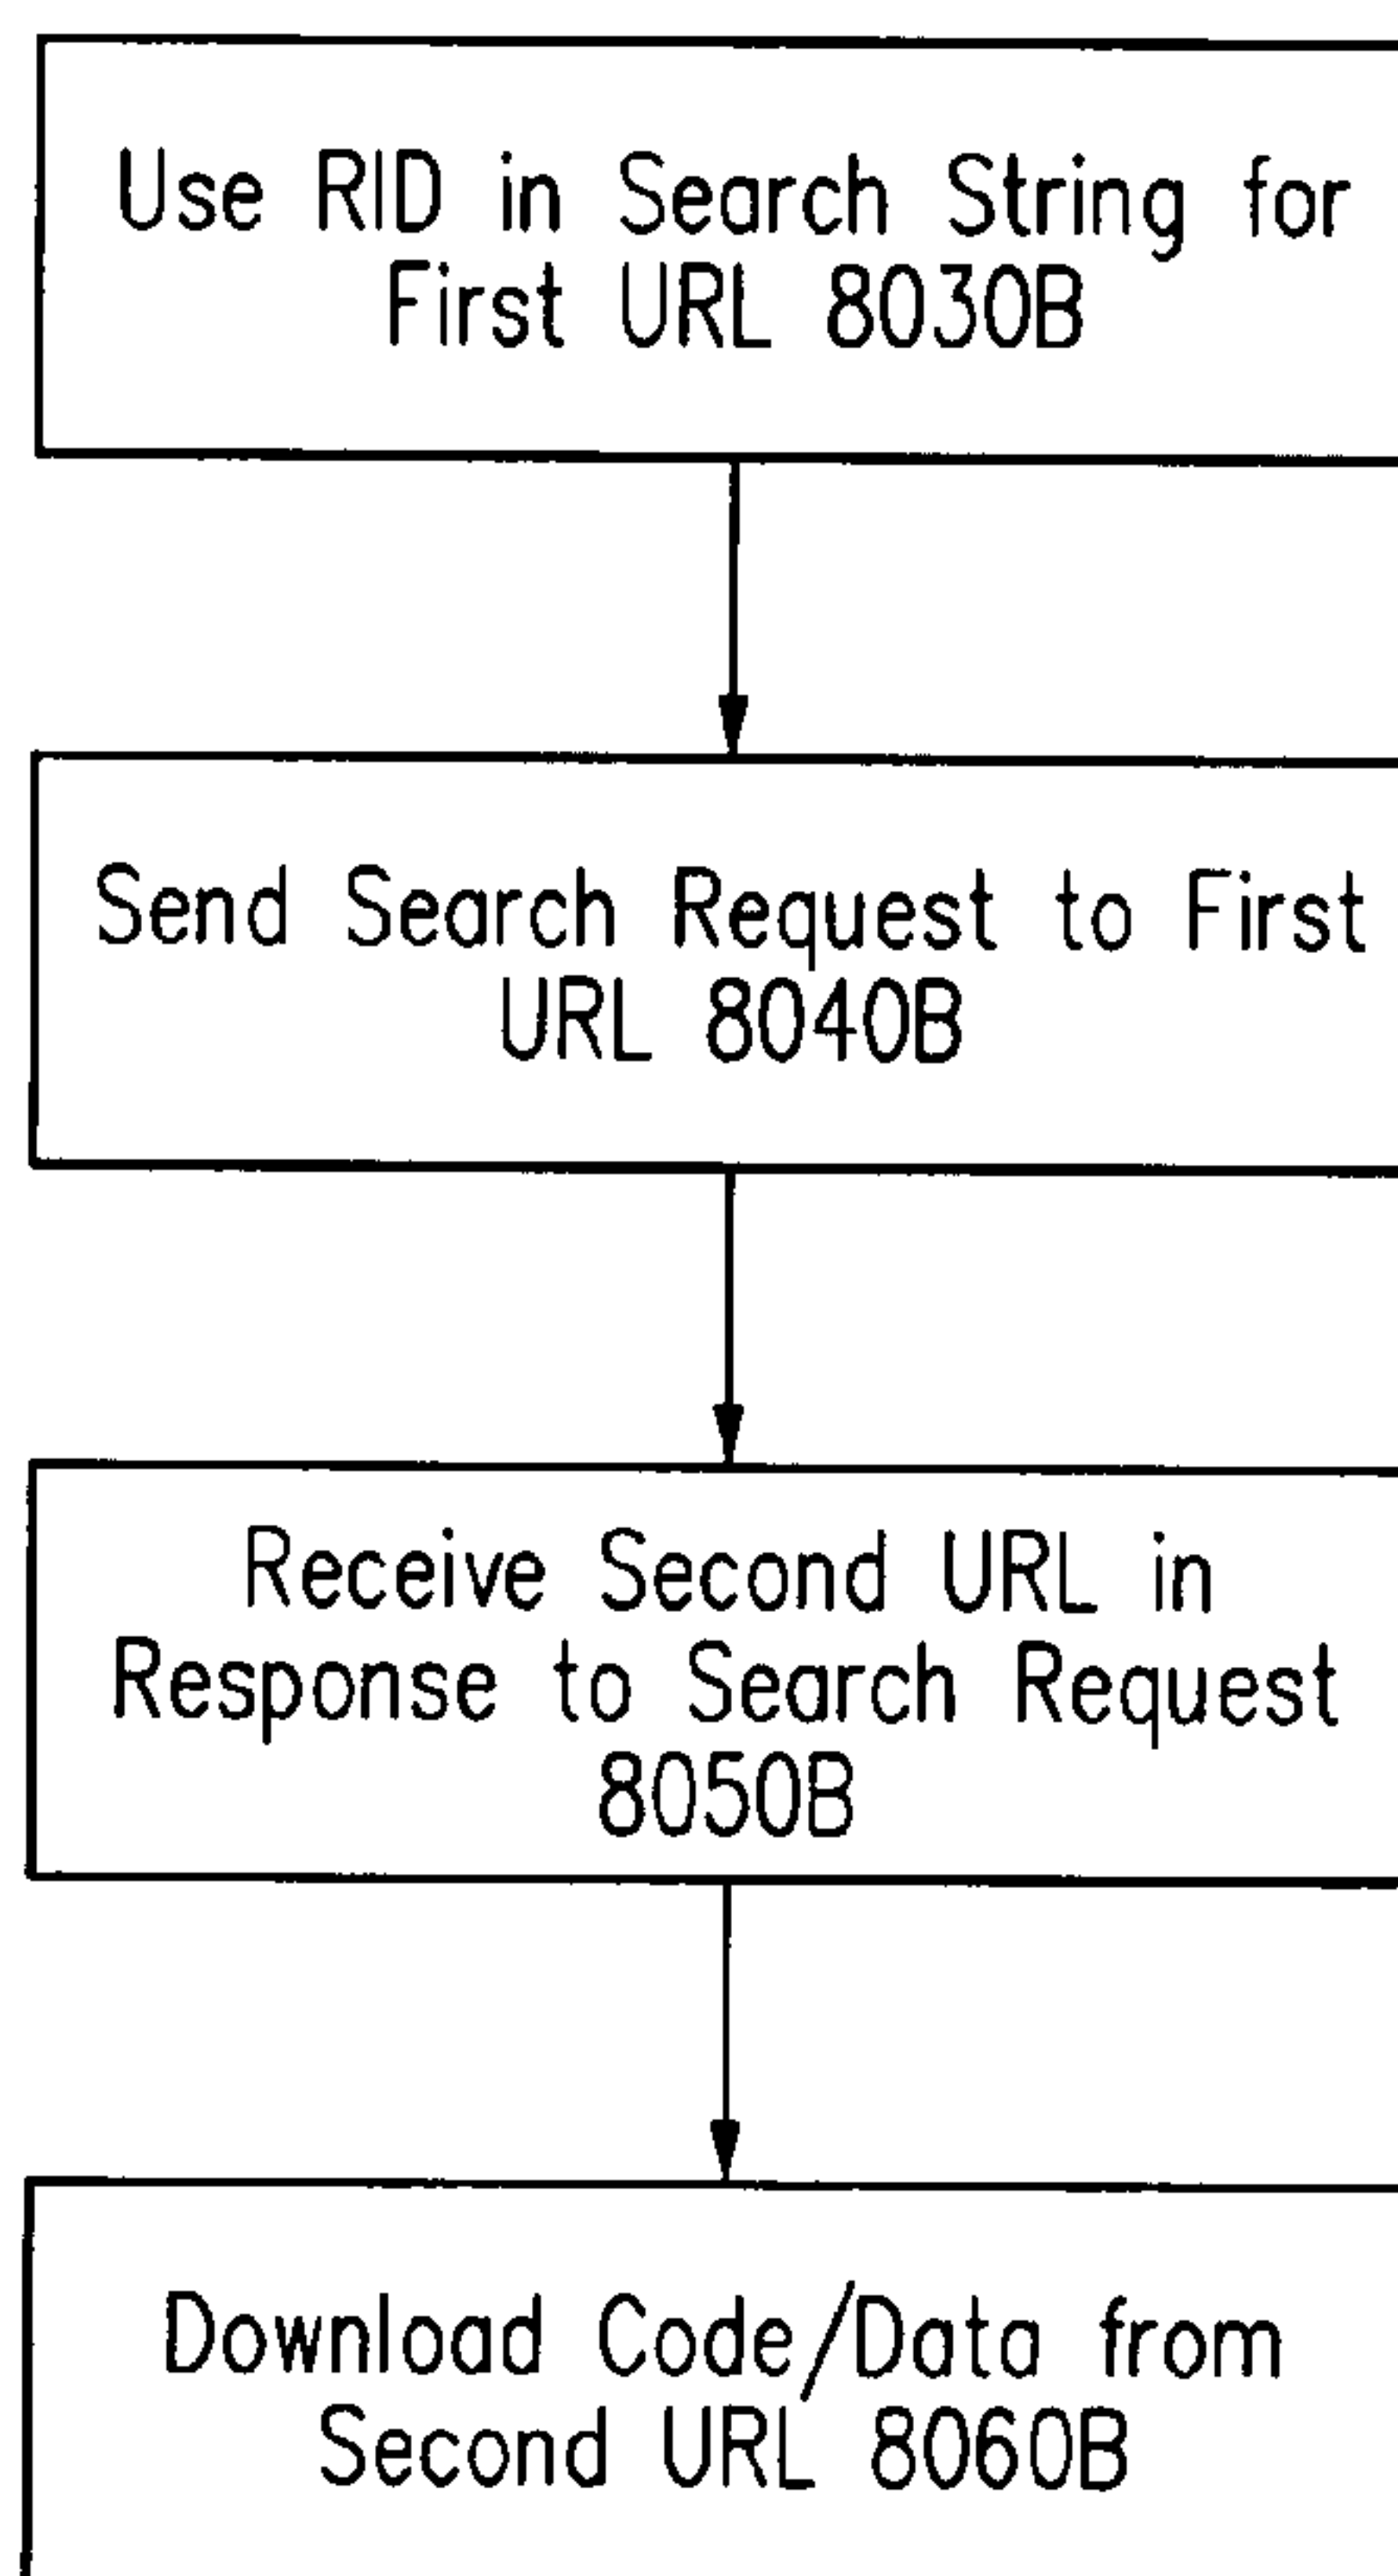 Use RID in Search String for
First URL 8030B
Send Search Request to First
URL 8040B
Receive Second URL in
Response to Search Request
8050B
Download Code/Data from
Second URL 8060B